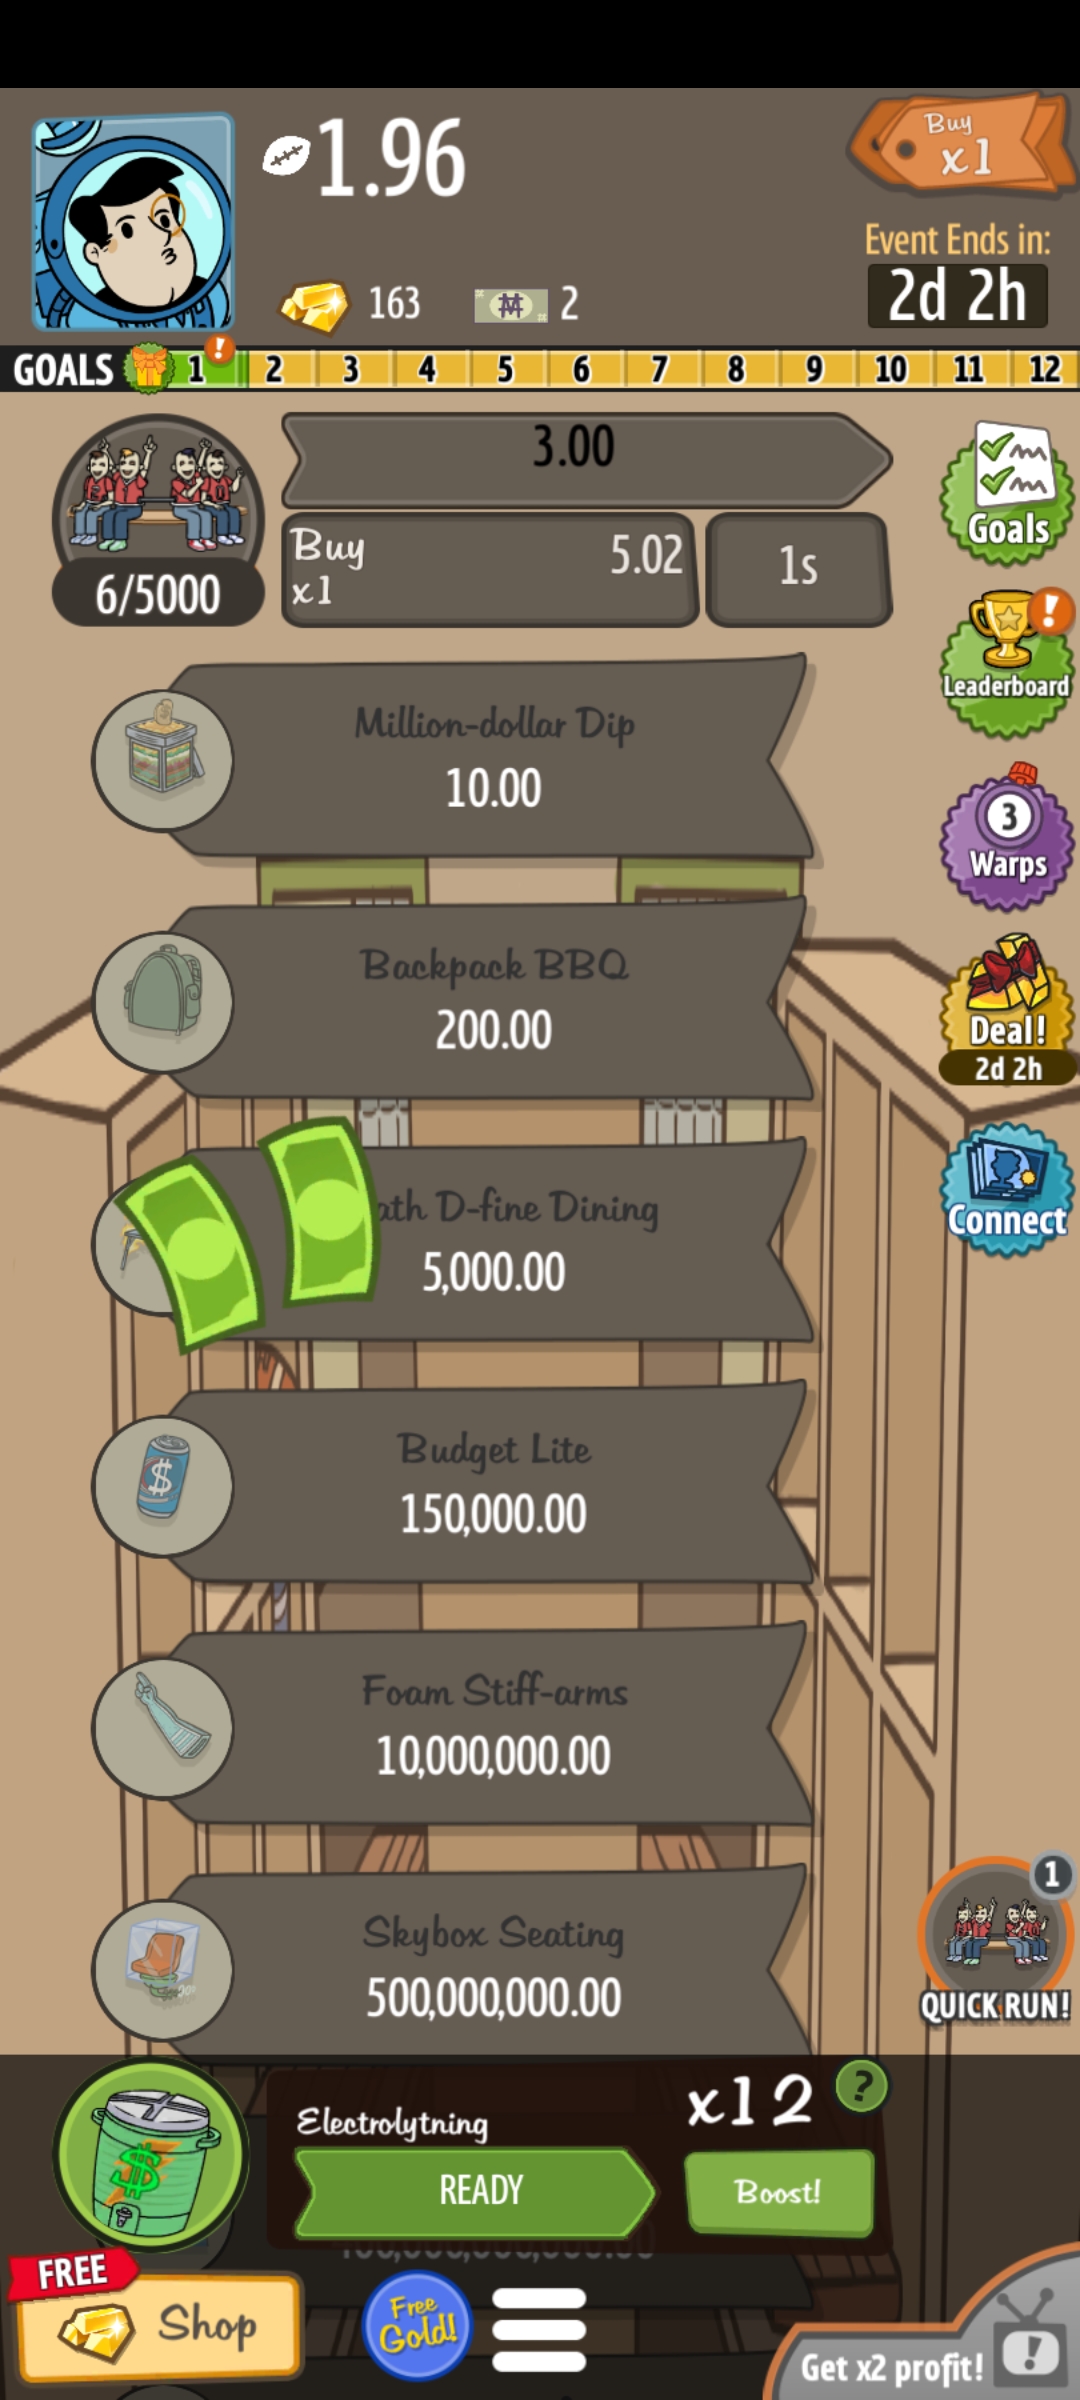 1.96
Buy
x1
163
2
Event Ends in:
2d 2h
GOALS 1 ! 2 3 4 5 6 7 8 9 10 11 12
3.00
Buy
x1
5.02
1s
6/5000
Goals
!
Leaderboard
Million-dollar Dip
10.00
3
Warps
Backpack BBQ
200.00
Deal!
2d 2h
D-fine Dining
5,000.00
Connect
Budget Lite
$
150,000.00
Foam Stiff-arms
10,000,000.00
1
Skybox Seating
500,000,000.00
QUICK RUN!
x12
?
Electrolytning
$
READY
Boost!
FREE
Shop
Free
Gold!
Get x2 profit!
!